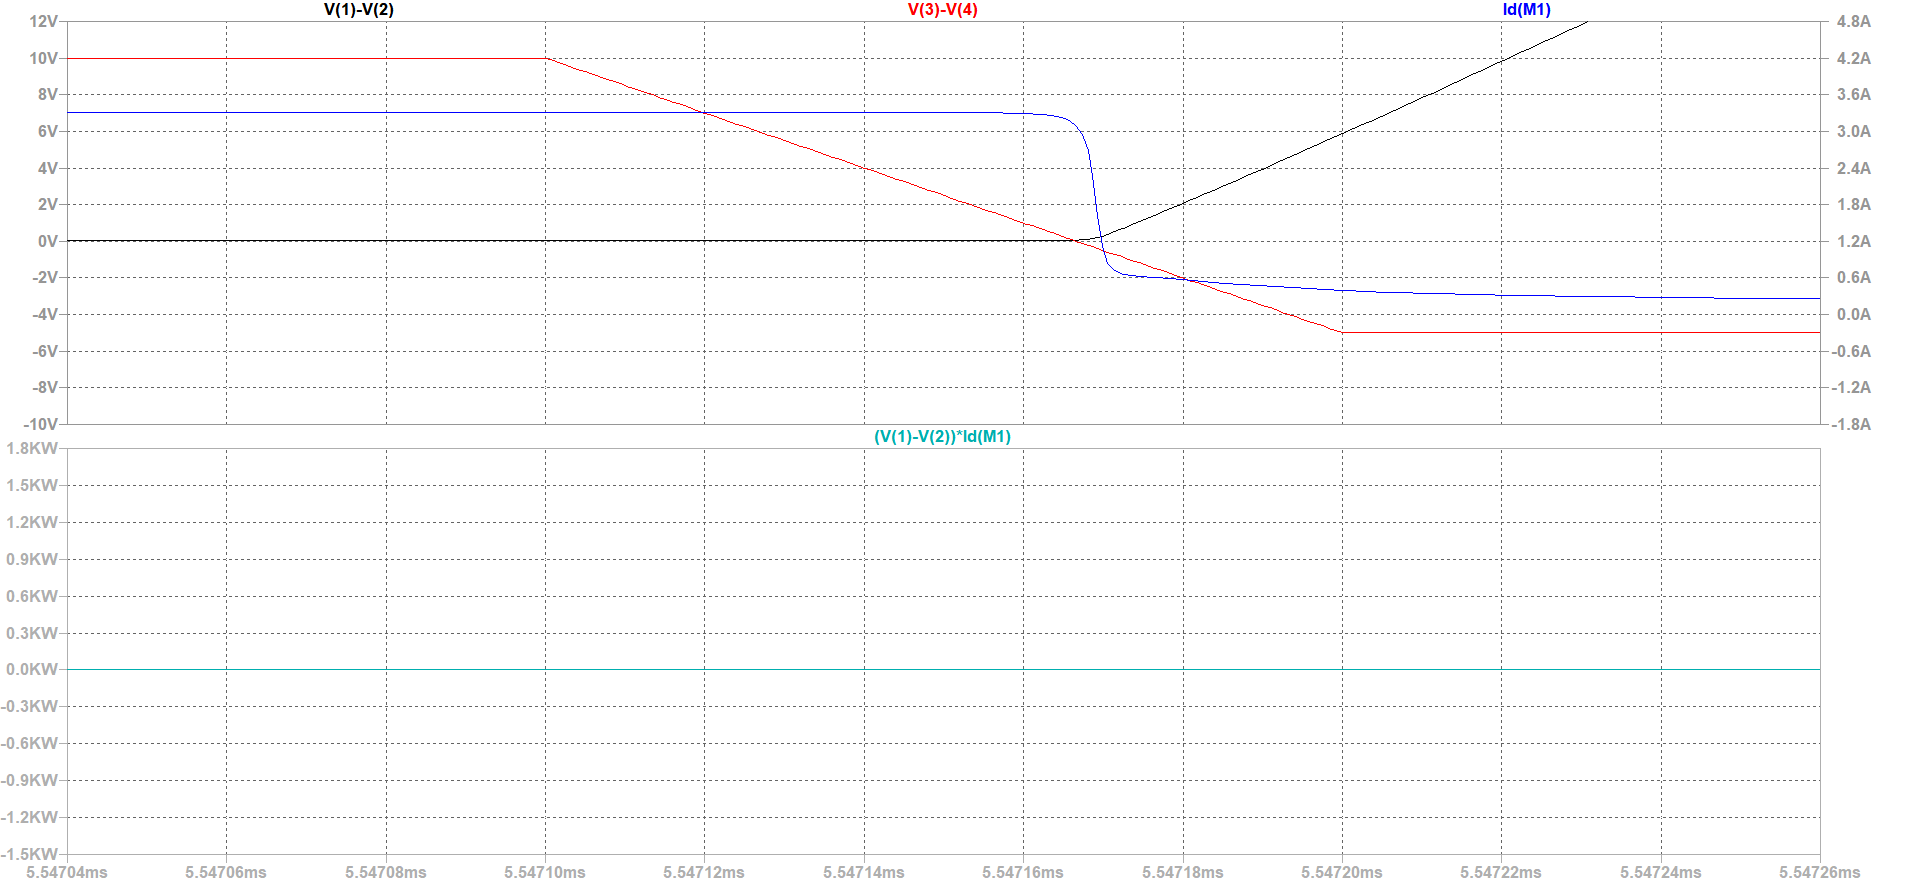 V(1)-V(2) V(3)-V(4) Id(M1)
12V 4.8A
10V 4.2A
8V 3.6A
6V 3.0A
4V 2.4A
2V 1.8A
0V 1.2A
-2V 0.6A
-4V 0.0A
-6V -0.6A
-8V -1.2A
-10V -1.8A
(V(1)-V(2))*Id(M1)
1.8KW
1.5KW
1.2KW
0.9KW
0.6KW
0.3KW
0.0KW
-0.3KW
-0.6KW
-0.9KW
-1.2KW
-1.5KW
5.54704ms 5.54706ms 5.54708ms 5.54710ms 5.54712ms 5.54714ms 5.54716ms 5.54718ms 5.54720ms 5.54722ms 5.54724ms 5.54726ms